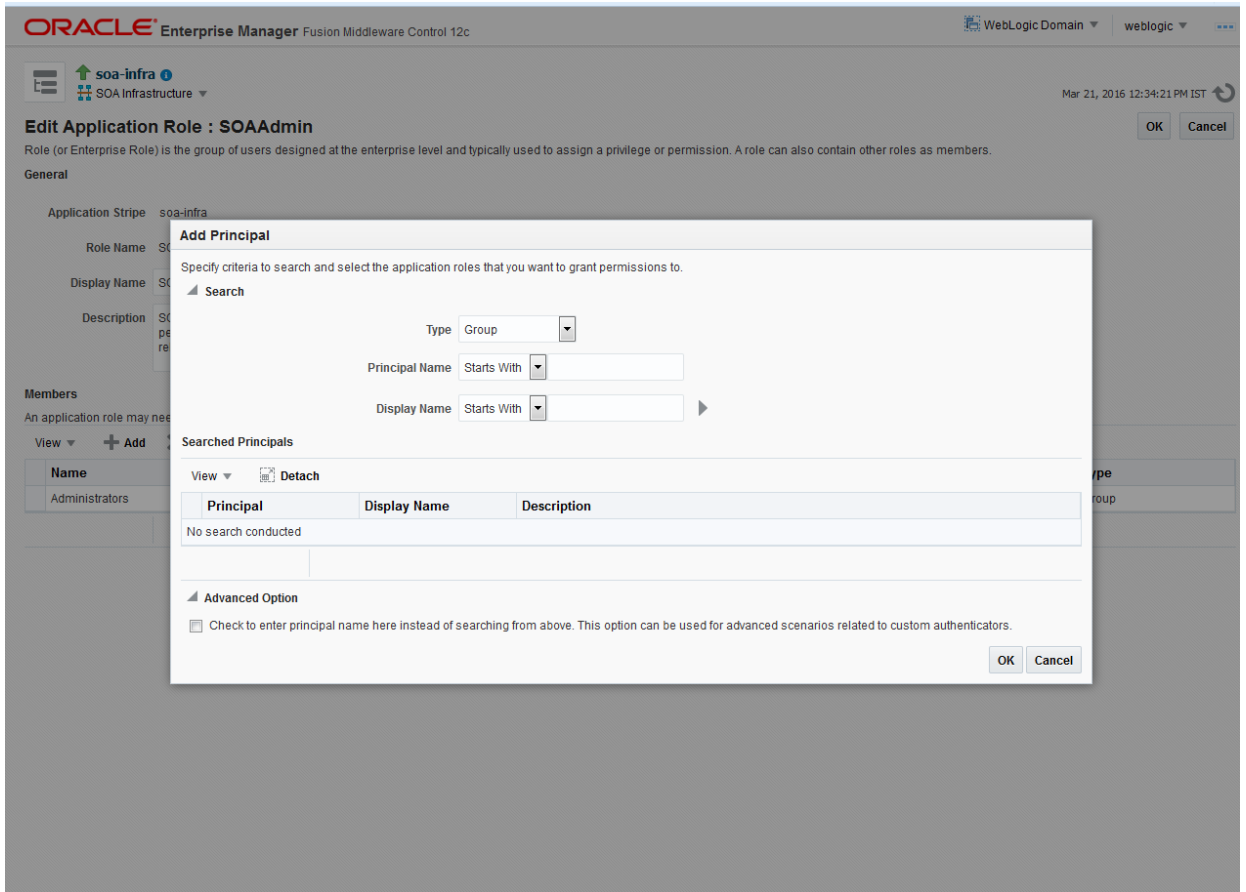 ORACLE Enterprise Manager Fusion Middleware Control 12c
WebLogic Domain
weblogic
soa-infra
SOA Infrastructure
Mar 21, 2016 12:34:21 PM IST
Edit Application Role : SOAAdmin
OK Cancel
Role (or Enterprise Role) is the group of users designed at the enterprise level and typically used to assign a privilege or permission. A role can also contain other roles as members.
General
Application Stripe soa-infra
Role Name
Display Name
Description
Members
An application role may
View Add
Name
Administrators
Add Principal
Specify criteria to search and select the application roles that you want to grant permissions to.
Search
Type Group
Principal Name Starts With
Display Name Starts With
Searched Principals
View Detach
Principal Display Name Description
No search conducted
Advanced Option
Check to enter principal name here instead of searching from above. This option can be used for advanced scenarios related to custom authenticators.
OK Cancel